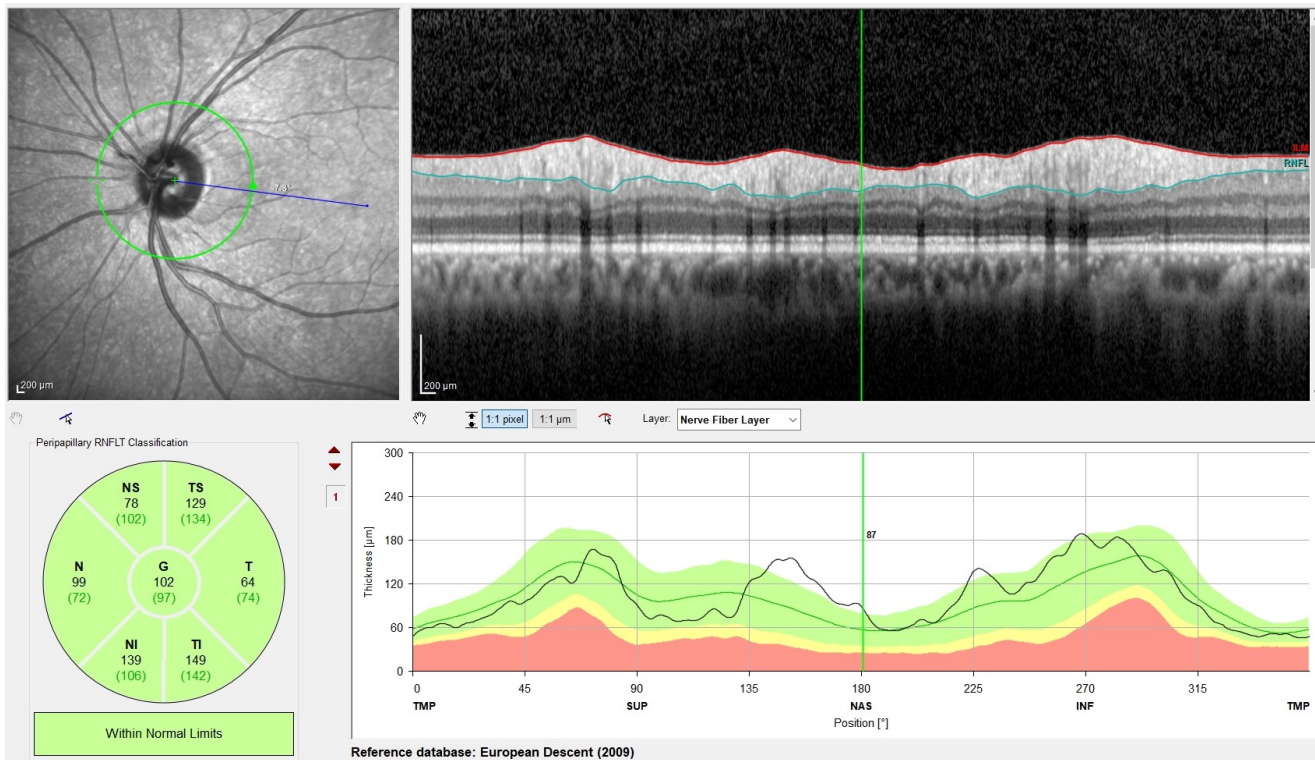 7.3°
200 µm
ILM
RNFL
200 µm
1:1 pixel
1:1 µm
Layer:
Nerve Fiber Layer
Peripapillary RNFLT Classification
NS
78
(102)
TS
129
(134)
N
99
(72)
G
102
(97)
T
64
(74)
NI
139
(106)
TI
149
(142)
Within Normal Limits
1
Thickness [µm]
300
240
180
120
60
0
87
0
45
90
135
180
225
270
315
TMP
SUP
NAS
INF
TMP
Position [°]
Reference database: European Descent (2009)